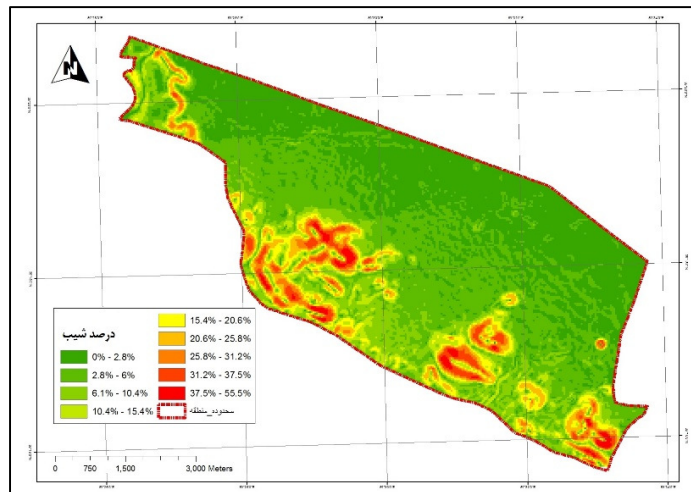 N
درصد شیب
0% - 2.8%
2.8% - 6%
6.1% - 10.4%
10.4% - 15.4%
15.4% - 20.6%
20.6% - 25.8%
25.8% - 31.2%
31.2% - 37.5%
37.5% - 55.5%
محدوده_منطقه
0 750 1,500 3,000 Meters